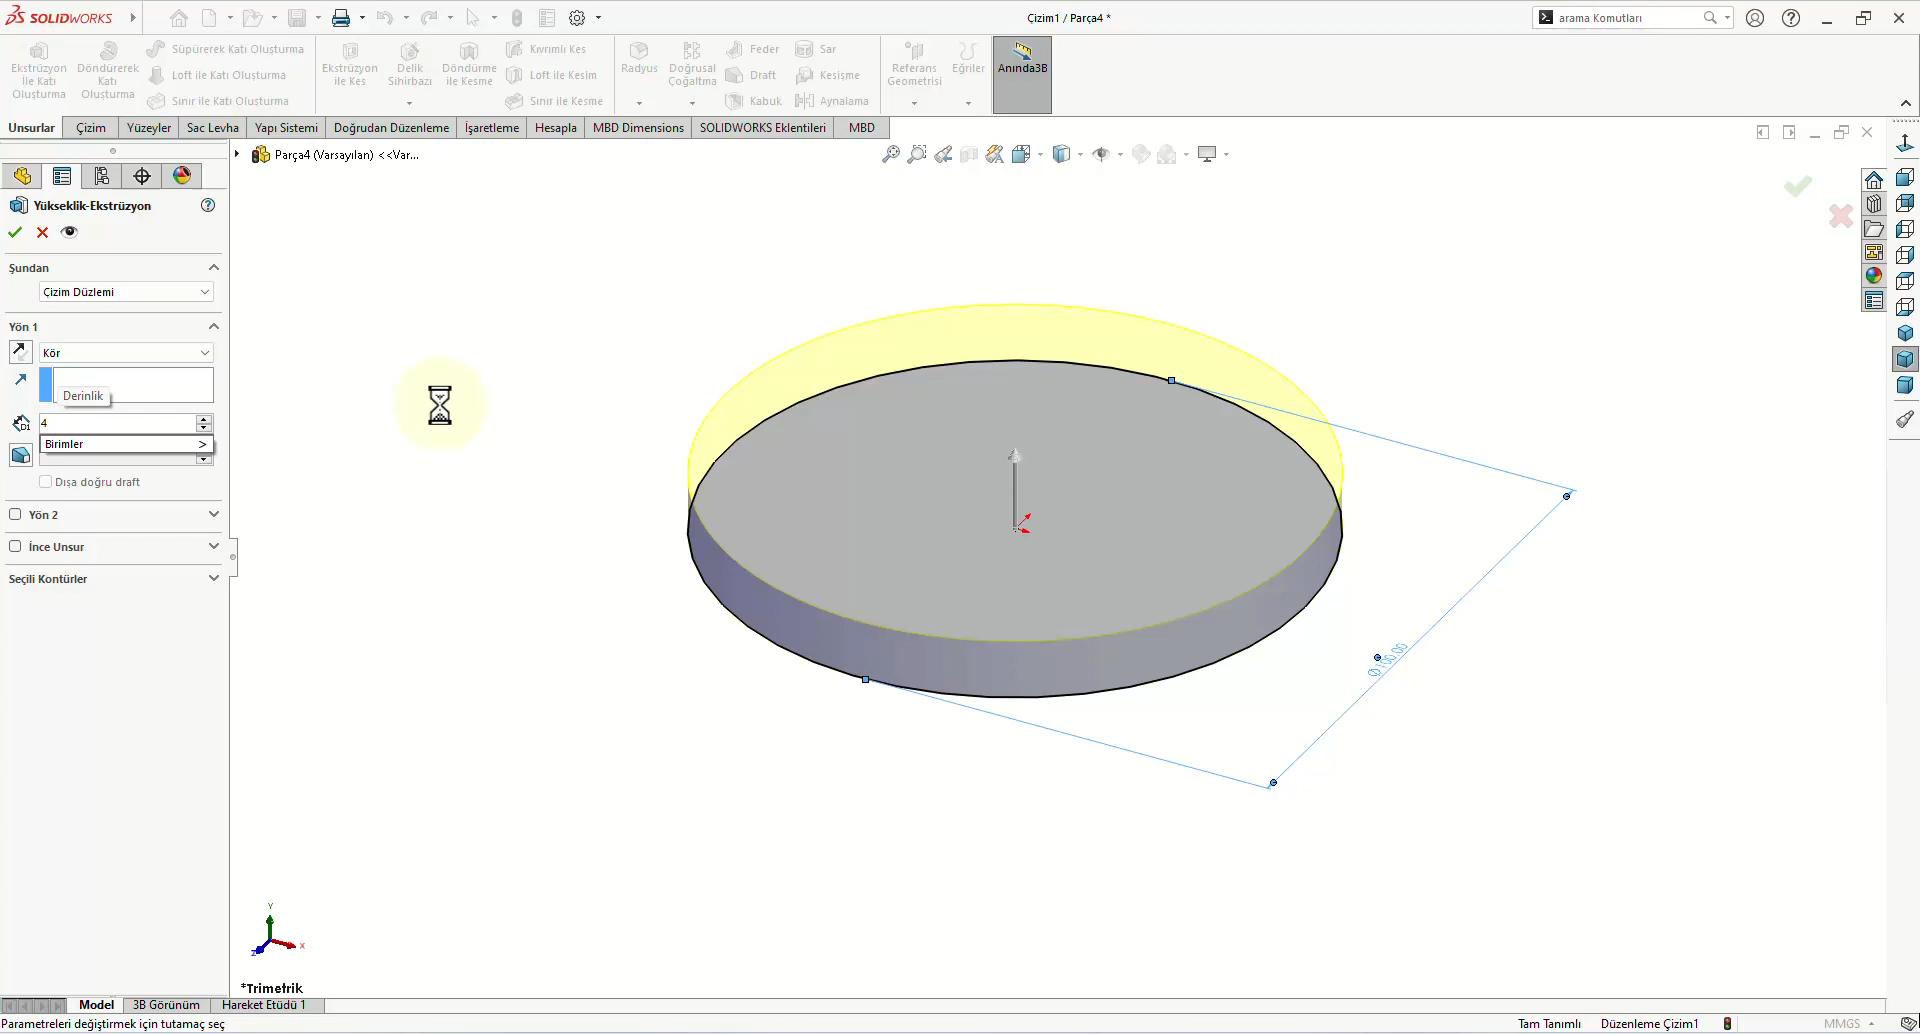 SOLIDWORKS
Çizim1 / Parça4 *
arama Komutları
Ekstrüzyon
İle Katı
Oluşturma
Döndürerek
Katı
Oluşturma
Süpürerek Katı Oluşturma
Loft ile Katı Oluşturma
Sınır ile Katı Oluşturma
Ekstrüzyon
ile Kes
Delik
Sihirbazı
Döndürme
ile Kesme
Kıvrımlı Kes
Loft ile Kesim
Sınır ile Kesme
Radyus
Doğrusal
Çoğaltma
Feder
Draft
Kabuk
Sar
Kesişme
Aynalama
Referans
Geometrisi
Eğriler
Anında3B
Unsurlar
Çizim
Yüzeyler
Sac Levha
Yapı Sistemi
Doğrudan Düzenleme
İşaretleme
Hesapla
MBD Dimensions
SOLIDWORKS Eklentileri
MBD
Parça4 (Varsayılan) <<Var...
Yükseklik-Ekstrüzyon
Şundan
Çizim Düzlemi
Yön 1
Kör
Derinlik
D1
4
Birimler >
Dışa doğru draft
Yön 2
İnce Unsur
Seçili Kontürler
Ø100.00
Y
X
Z
*Trimetrik
Model
3B Görünüm
Hareket Etüdü 1
Parametreleri değiştirmek için tutamaç seç
Tam Tanımlı
Düzenleme Çizim1
MMGS